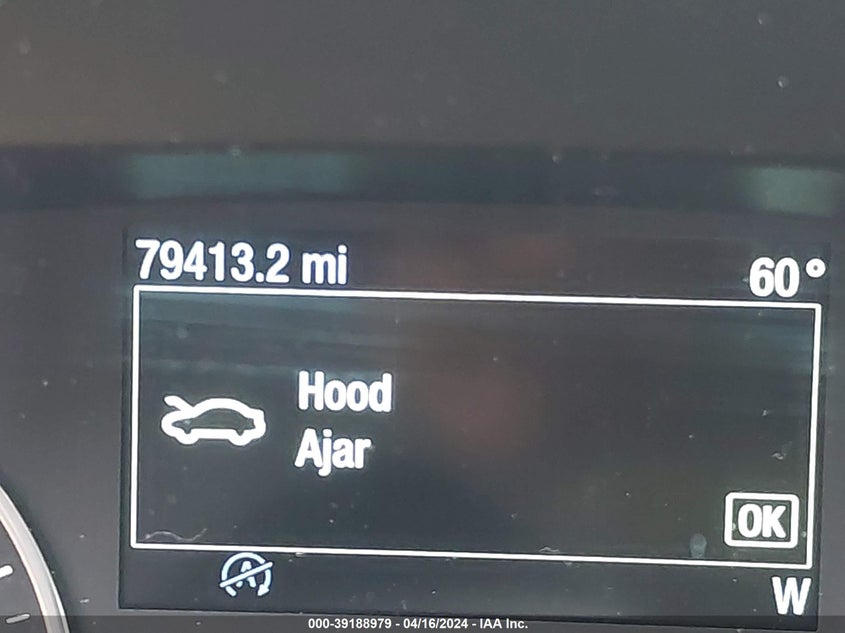 79413.2 mi 60°
Hood
Ajar
OK
W
000-39188979 - 04/16/2024 - IAA Inc.